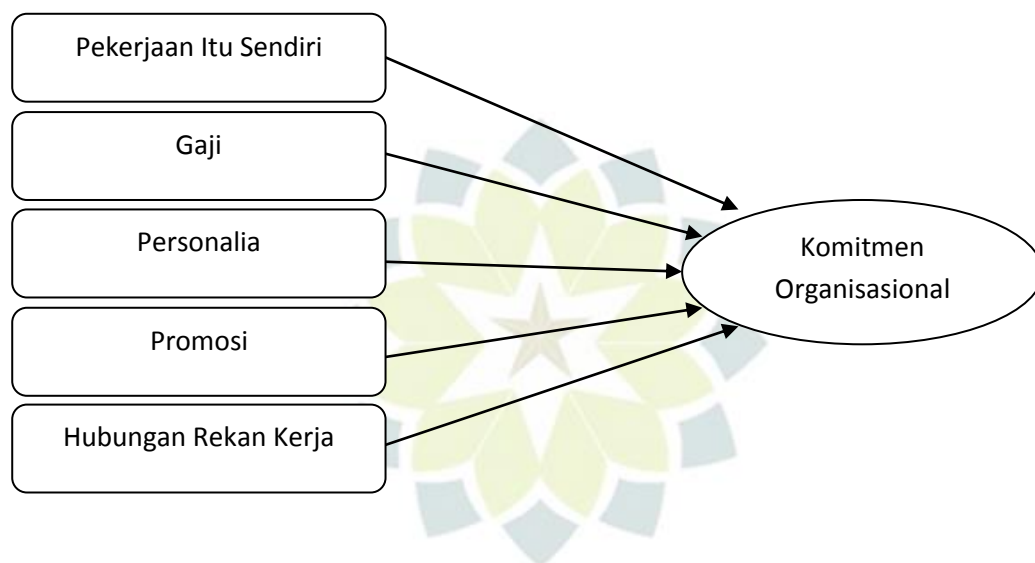 Pekerjaan Itu Sendiri
Gaji
Personalia
Promosi
Hubungan Rekan Kerja
Komitmen
Organisasional